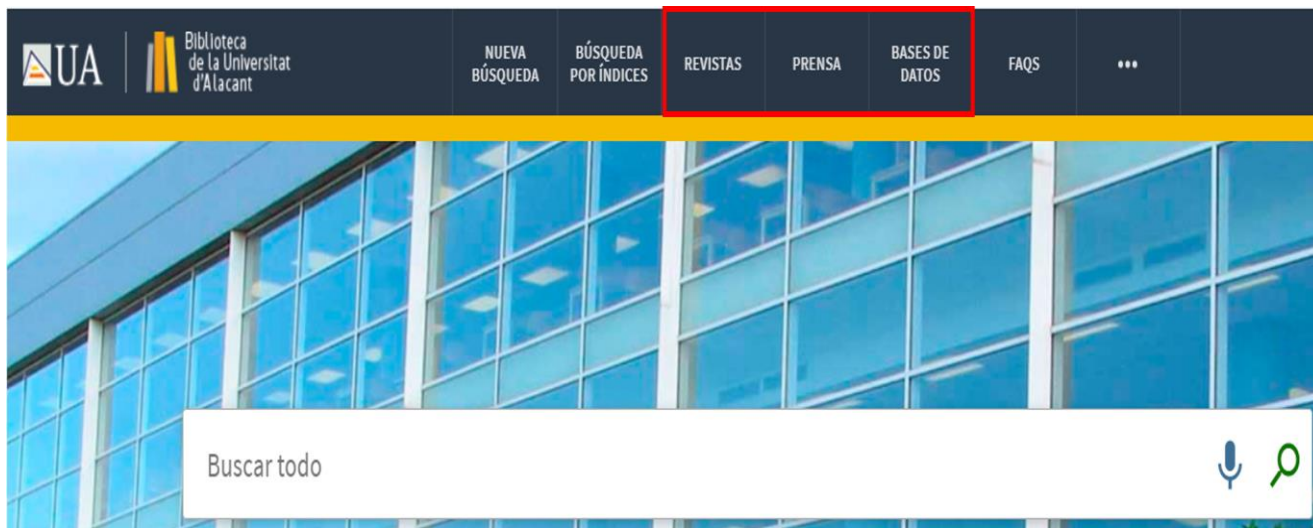 UA
Biblioteca
de la Universitat
d'Alacant
NUEVA
BÚSQUEDA
BÚSQUEDA
POR ÍNDICES
REVISTAS
PRENSA
BASES DE
DATOS
FAQS
•••
Buscar todo